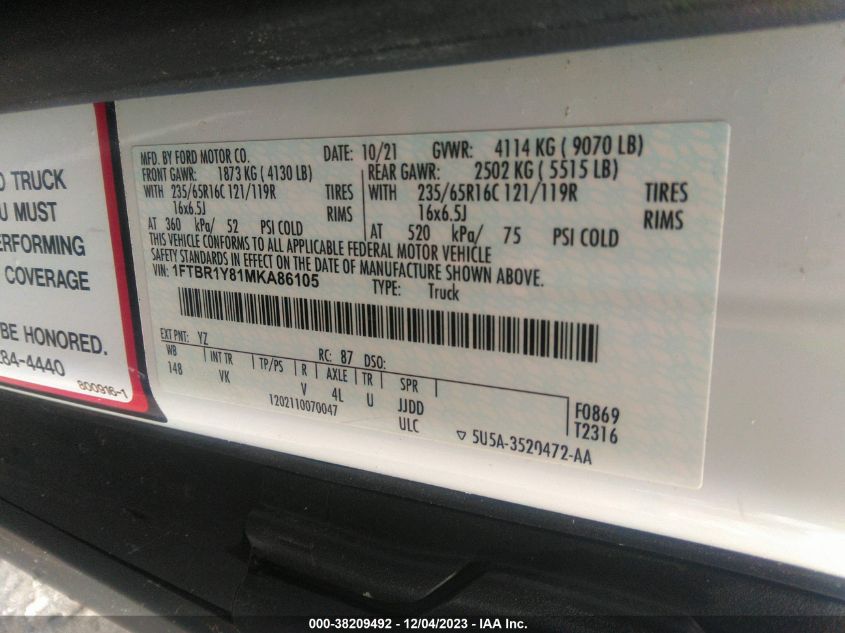 O TRUCK
U MUST
ERFORMING
COVERAGE
BE HONORED.
84-4440
800916-1
MFD. BY FORD MOTOR CO. DATE: 10/21 GVWR: 4114 KG ( 9070 LB)
FRONT GAWR: 1873 KG ( 4130 LB) REAR GAWR: 2502 KG ( 5515 LB)
WITH 235/65R16C 121/119R TIRES WITH 235/65R16C 121/119R TIRES
16x6.5J RIMS 16x6.5J RIMS
AT 360 kPa/ 52 PSI COLD AT 520 kPa/ 75 PSI COLD
THIS VEHICLE CONFORMS TO ALL APPLICABLE FEDERAL MOTOR VEHICLE
SAFETY STANDARDS IN EFFECT ON THE DATE OF MANUFACTURE SHOWN ABOVE.
VIN: 1FTBR1Y81MKA86105
TYPE: Truck
EXT PNT: YZ RC: 87 DSO:
WB INT TR TP/PS R AXLE TR SPR
148 VK V 4L U JJDD
1202110070047 ULC
F0869
T2316
▽ 5U5A-3520472-AA
000-38209492 - 12/04/2023 - IAA Inc.